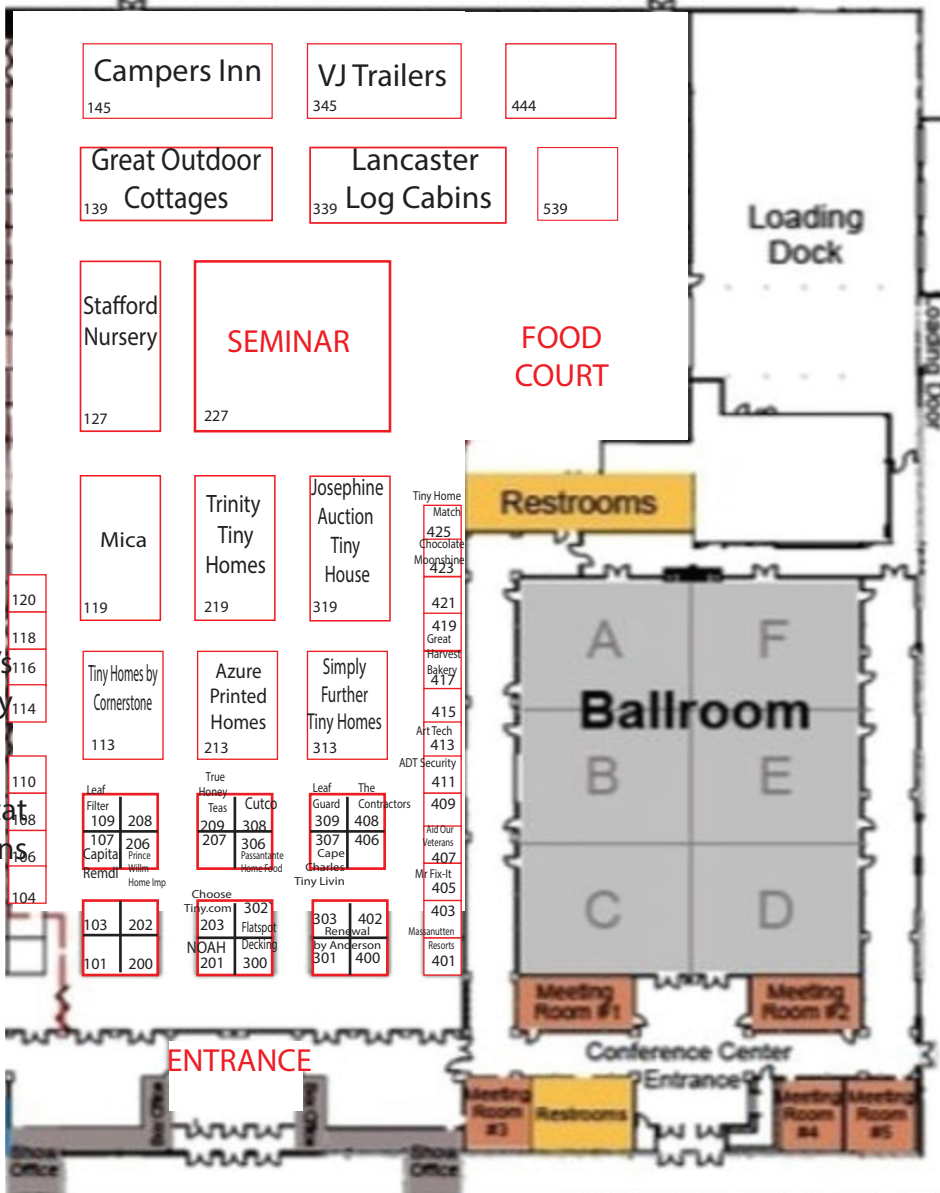 Campers Inn
145
VJ Trailers
345
444
Great Outdoor
Cottages
139
Lancaster
Log Cabins
339
539
Loading
Dock
Loading Door
Stafford
Nursery
127
SEMINAR
227
FOOD
COURT
Restrooms
Mica
119
Trinity
Tiny
Homes
219
Josephine
Auction
Tiny
House
319
Tiny Home
Match
425
Chocolate
Moonshine
423
421
419
Great
Harvest
Bakery
417
415
Art Tech
413
ADT Security
411
409
Aid Our
Veterans
407
Mr Fix-It
405
403
Massanutten
Resorts
401
120
118
116
114
110
108
106
104
Tiny Homes by
Cornerstone
113
Azure
Printed
Homes
213
Simply
Further
Tiny Homes
313
Leaf
Filter
109
208
107
206
Capital
Remdl
Prince
Willm
Home Imp
True
Honey
Teas
209
Cutco
308
207
306
Passantante
Home Food
Leaf
Guard
309
The
Contractors
408
307
406
Cape
Charles
Tiny Livin
103
202
101
200
Choose
Tiny.com
203
302
Flatspot
Decking
NOAH
201
300
303
402
Renewal
by Anderson
301
400
A
F
Ballroom
B
E
C
D
Meeting
Room #1
Meeting
Room #2
Conference Center
Entrance
ENTRANCE
Meeting
Room
#3
Restrooms
Meeting
Room
#4
Meeting
Room
#5
Show
Office
Show
Office